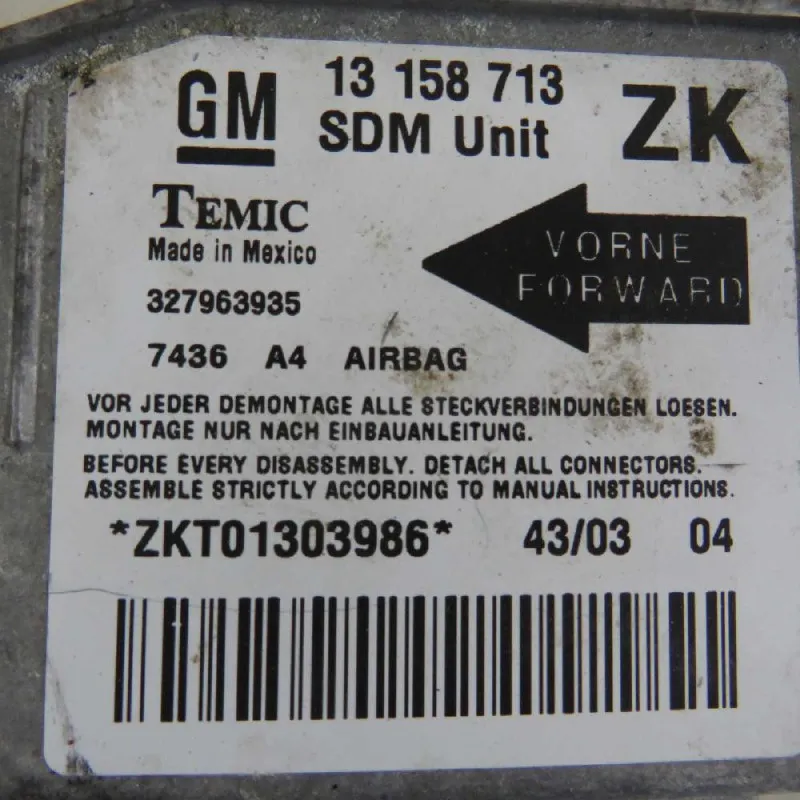 GM 13 158 713 ZK
SDM Unit
TEMIC
Made in Mexico
VORNE
FORWARD
327963935
7436 A4 AIRBAG
VOR JEDER DEMONTAGE ALLE STECKVERBINDUNGEN LOESEN.
MONTAGE NUR NACH EINBAUANLEITUNG.
BEFORE EVERY DISASSEMBLY. DETACH ALL CONNECTORS.
ASSEMBLE STRICTLY ACCORDING TO MANUAL INSTRUCTIONS.
*ZKT01303986* 43/03 04